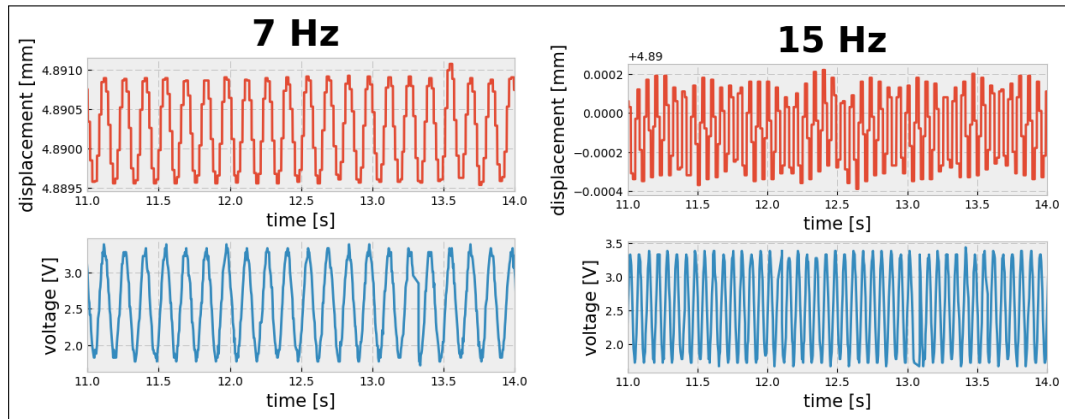 7 Hz
displacement [mm]
4.8910
4.8905
4.8900
4.8895
11.0 11.5 12.0 12.5 13.0 13.5 14.0
time [s]
voltage [V]
3.0
2.5
2.0
11.0 11.5 12.0 12.5 13.0 13.5 14.0
time [s]
15 Hz
+4.89
displacement [mm]
0.0002
0.0000
−0.0002
−0.0004
11.0 11.5 12.0 12.5 13.0 13.5 14.0
time [s]
voltage [V]
3.5
3.0
2.5
2.0
11.0 11.5 12.0 12.5 13.0 13.5 14.0
time [s]